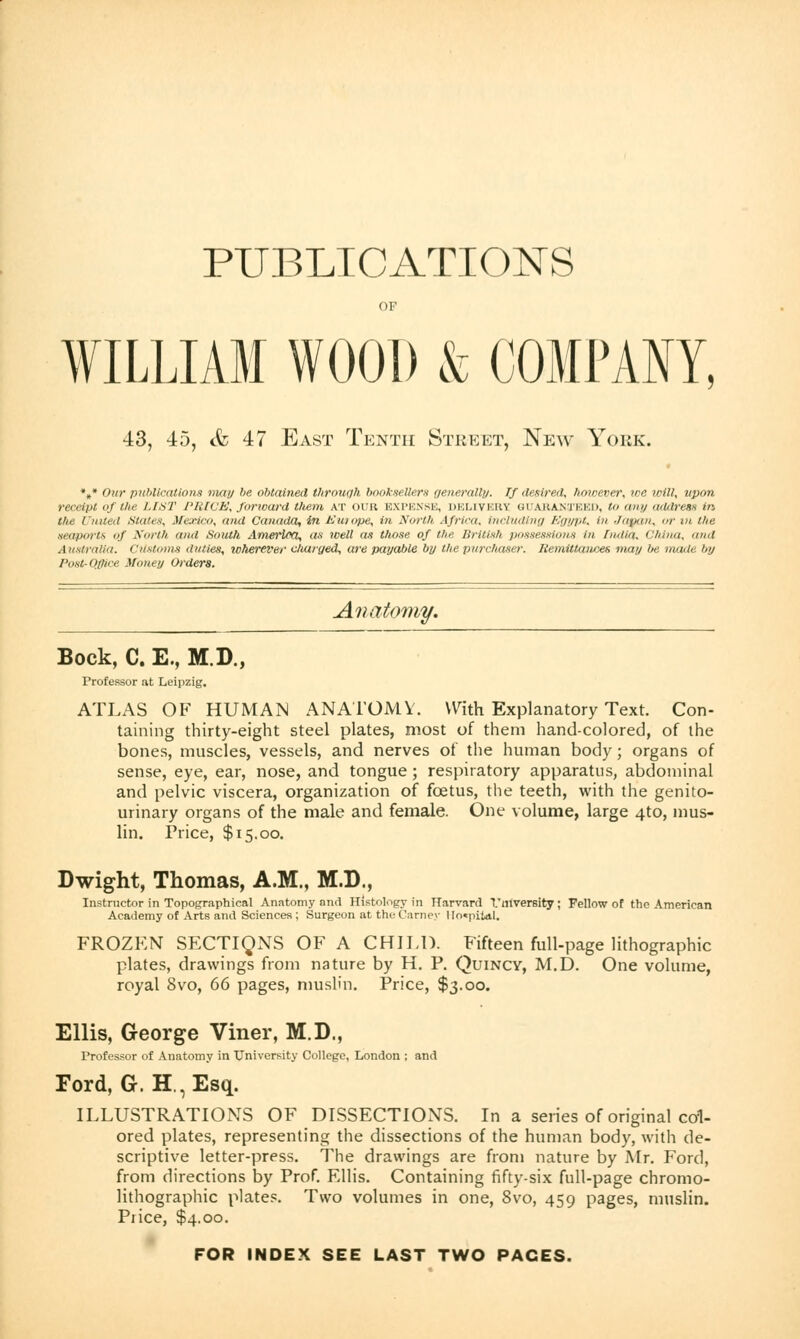 PUBLICATIONS
OF
WILLIAM WOOD & COMPANY,
43, 45, & 47 East Tenth Street, New York.
*** Our publications may be obtained through booksellers generally. If desired, however, we will, upon
receipt of the LIST PRICE, forward them AT OUR EXPENSE, DELIVERY GUARANTEED, to any address in
the United States, Mexico, and Canada, in Europe, in North Africa, including Egypt, in Japan, or in the
seaports of North and South America, as well as those of the British possessions in India, China, and
Australia. Customs duties, wherever charged, are payable by the purchaser. Remittances may be made by
Post-Office Money Orders.
Anatomy.
Bock, C. E., M.D.,
Professor at Leipzig.
ATLAS OF HUMAN ANATOMY. With Explanatory Text. Con-
taining thirty-eight steel plates, most of them hand-colored, of the
bones, muscles, vessels, and nerves of the human body; organs of
sense, eye, ear, nose, and tongue; respiratory apparatus, abdominal
and pelvic viscera, organization of fœtus, the teeth, with the genito-
urinary organs of the male and female. One volume, large 4to, mus-
lin. Price, $15.00.
Dwight, Thomas, A.M., M.D.,
Instructor in Topographical Anatomy and Histology in Harvard University; Fellow of the American
Academy of Arts and Sciences; Surgeon at the Carney Hospital.
FROZEN SECTIONS OF A CHILD. Fifteen full-page lithographic
plates, drawings from nature by H. P. Quincy, M.D. One volume,
royal 8vo, 66 pages, muslin. Price, $3.00.
Ellis, George Viner, M.D.,
Professor of Anatomy in University College, London; and
Ford, G. H., Esq.
ILLUSTRATIONS OF DISSECTIONS. In a series of original col-
ored plates, representing the dissections of the human body, with de-
scriptive letter-press. The drawings are from nature by Mr. Ford,
from directions by Prof. Ellis. Containing fifty-six full-page chromo-
lithographic plates. Two volumes in one, 8vo, 459 pages, muslin.
Price, $4.00.
FOR INDEX SEE LAST TWO PAGES.